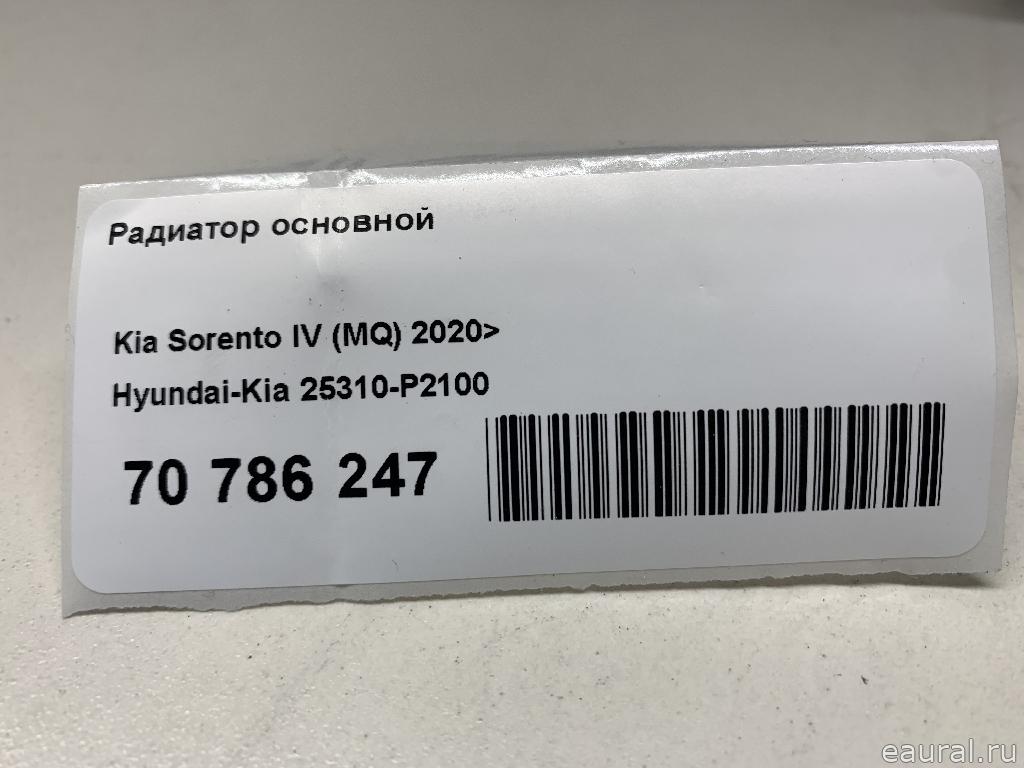 Радиатор основной
Kia Sorento IV (MQ) 2020>
Hyundai-Kia 25310-P2100
70 786 247
eaural.ru